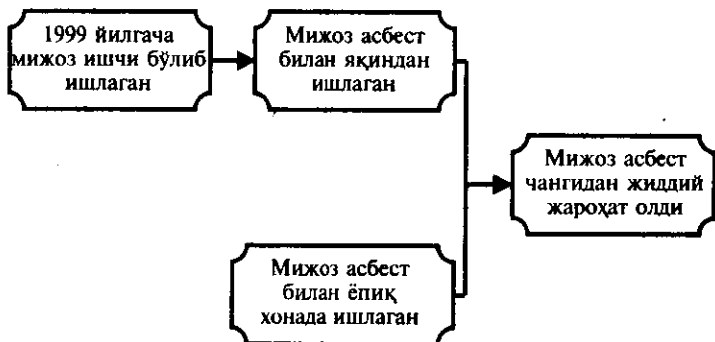 1999 йилгача
мижоз ишчи бўлиб
ишлаган
Мижоз асбест
билан яқиндан
ишлаган
Мижоз асбест
чангидан жиддий
жароҳат олди
Мижоз асбест
билан ёпиқ
хонада ишлаган